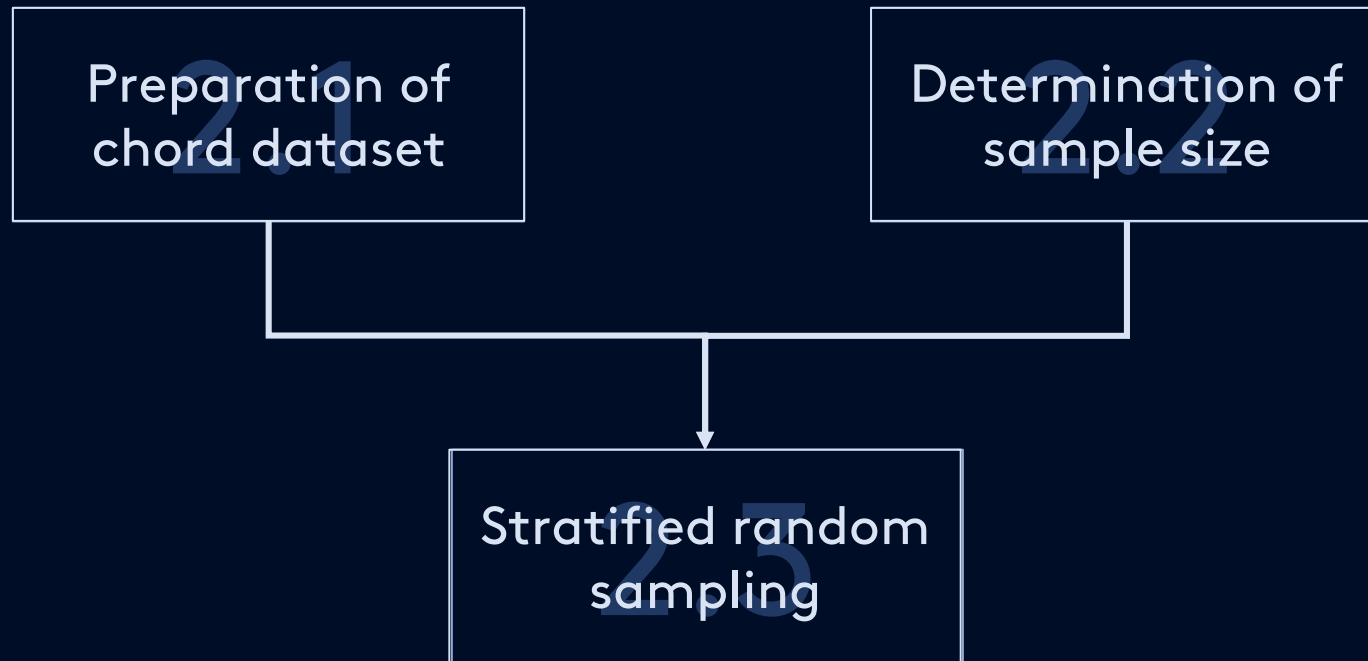 2.1
Preparation of
chord dataset
2.2
Determination of
sample size
2.3
Stratified random
sampling